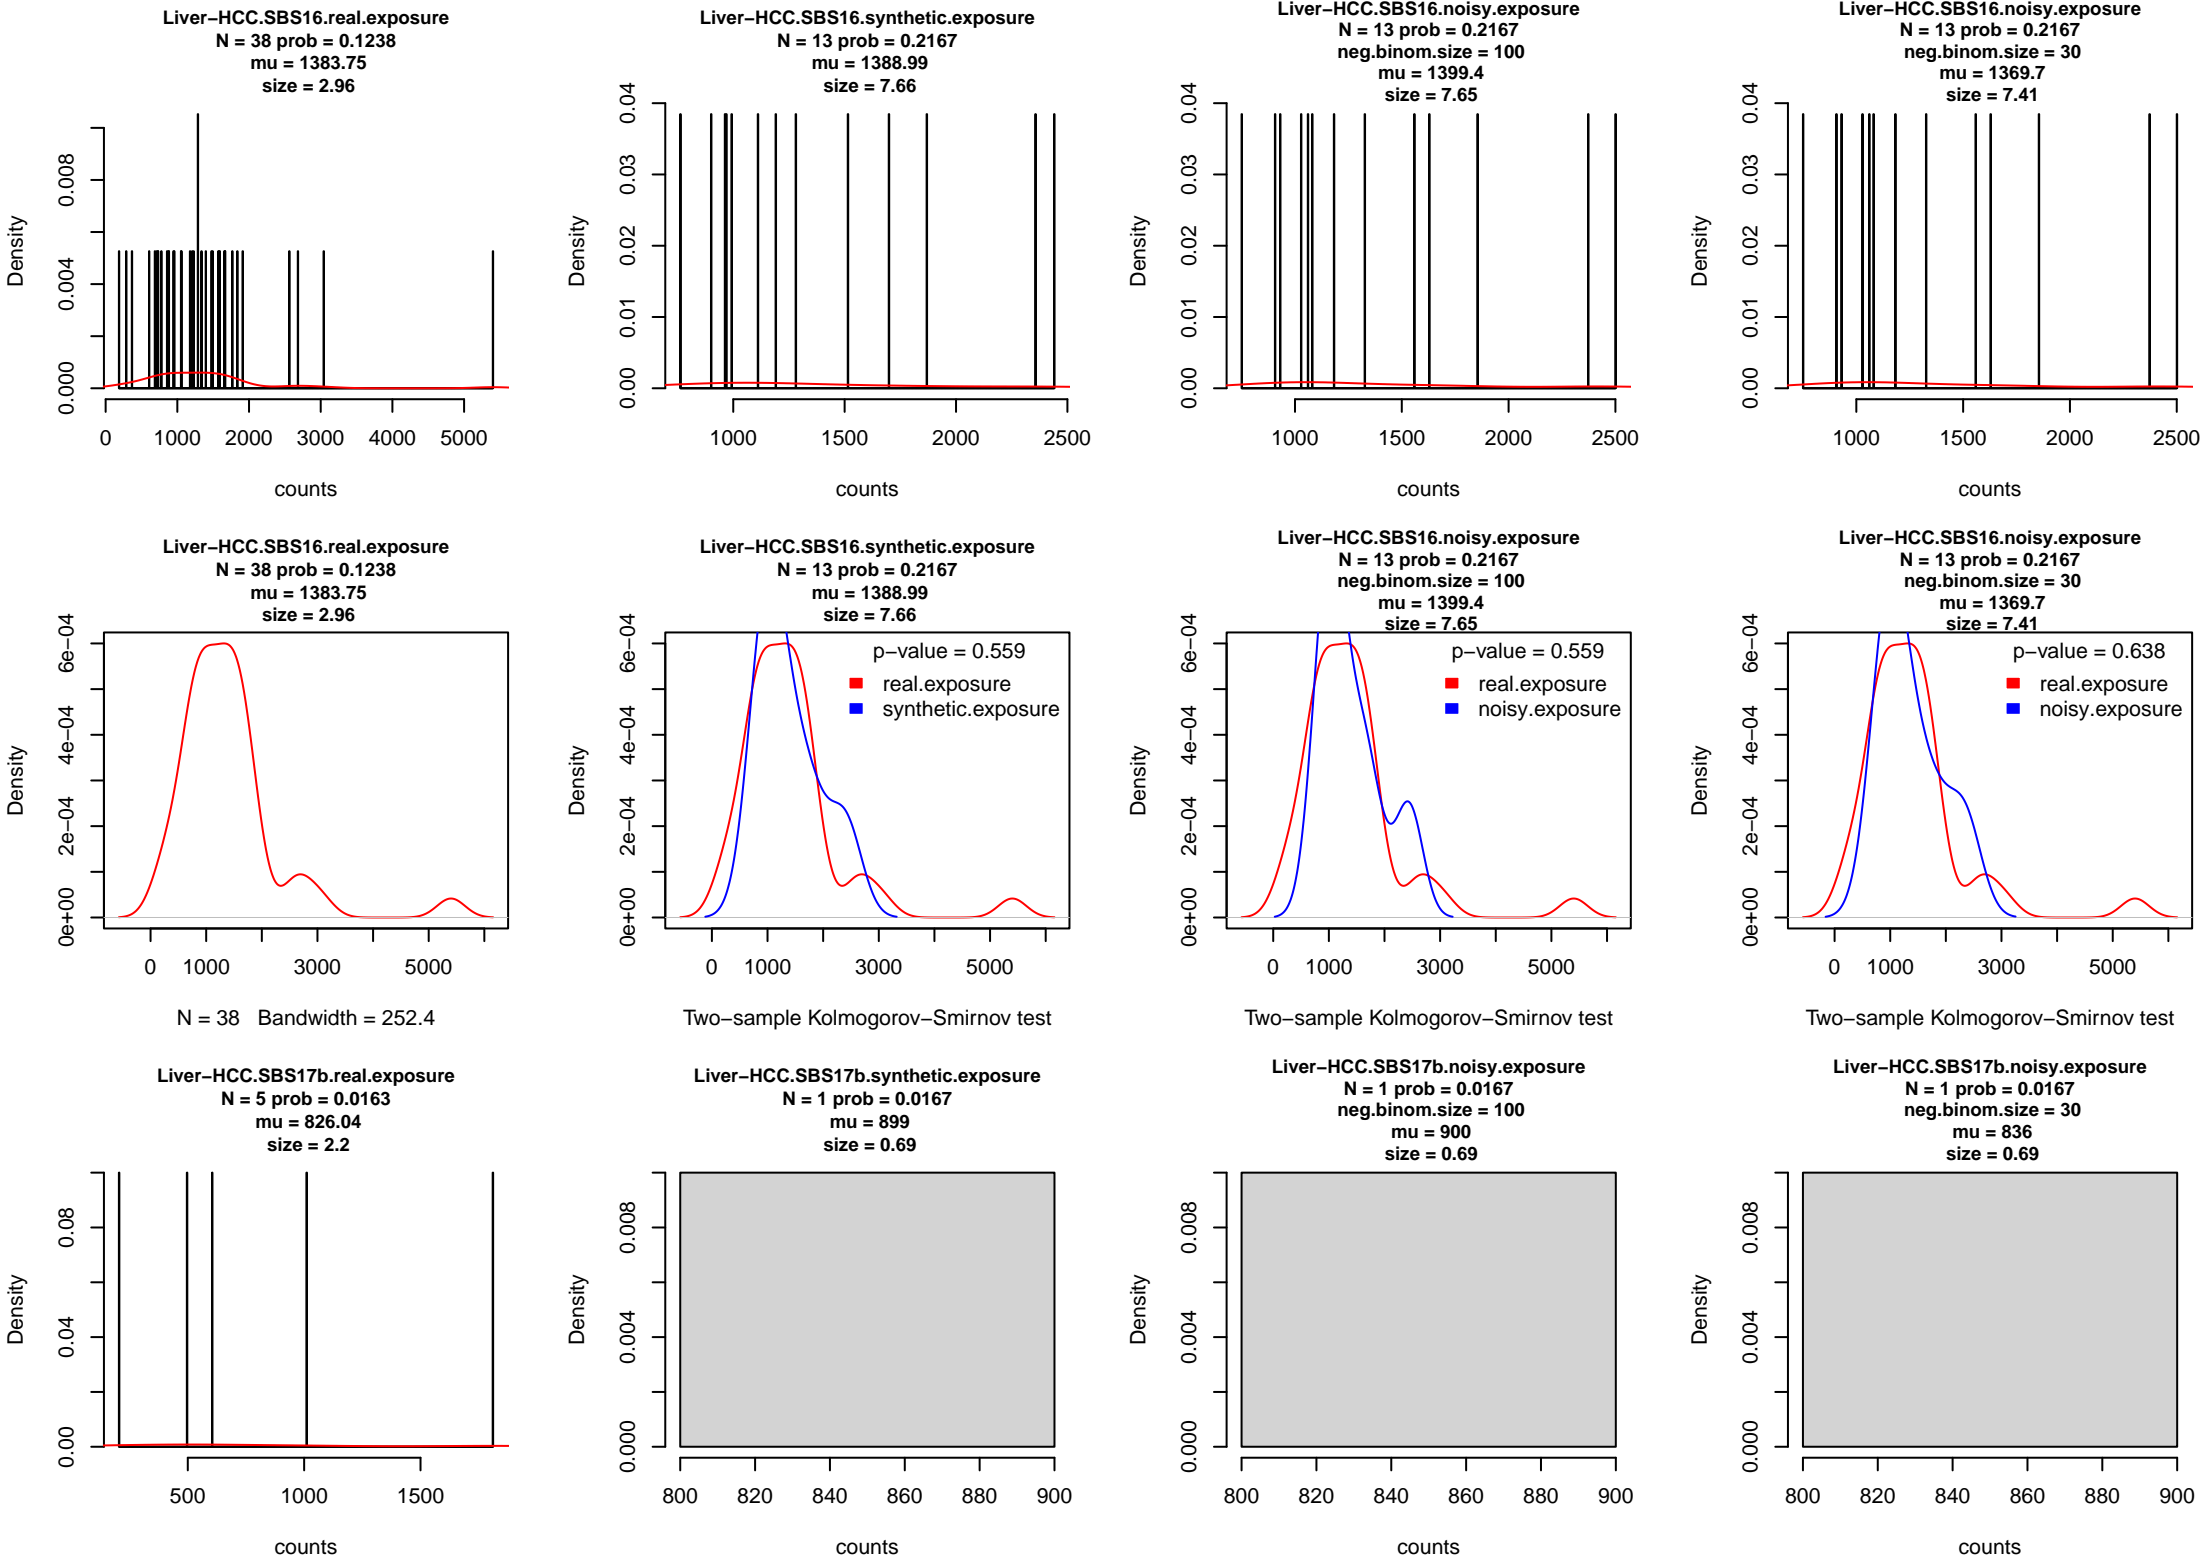 Liver−HCC.SBS16.real.exposure
N = 38 prob = 0.1238
mu = 1383.75
size = 2.96
Density
0.000
0.004
0.008
0
1000
2000
3000
4000
5000
counts
Liver−HCC.SBS16.synthetic.exposure
N = 13 prob = 0.2167
mu = 1388.99
size = 7.66
Density
0.00
0.01
0.02
0.03
0.04
1000
1500
2000
2500
counts
Liver−HCC.SBS16.noisy.exposure
N = 13 prob = 0.2167
neg.binom.size = 100
mu = 1399.4
size = 7.65
Density
0.00
0.01
0.02
0.03
0.04
1000
1500
2000
2500
counts
Liver−HCC.SBS16.noisy.exposure
N = 13 prob = 0.2167
neg.binom.size = 30
mu = 1369.7
size = 7.41
Density
0.00
0.01
0.02
0.03
0.04
1000
1500
2000
2500
counts
Liver−HCC.SBS16.real.exposure
N = 38 prob = 0.1238
mu = 1383.75
size = 2.96
Density
0e+00
2e−04
4e−04
6e−04
0
1000
3000
5000
N = 38 Bandwidth = 252.4
Liver−HCC.SBS16.synthetic.exposure
N = 13 prob = 0.2167
mu = 1388.99
size = 7.66
p−value = 0.559
real.exposure
synthetic.exposure
Density
0e+00
2e−04
4e−04
6e−04
0
1000
3000
5000
Two−sample Kolmogorov−Smirnov test
Liver−HCC.SBS16.noisy.exposure
N = 13 prob = 0.2167
neg.binom.size = 100
mu = 1399.4
size = 7.65
p−value = 0.559
real.exposure
noisy.exposure
Density
0e+00
2e−04
4e−04
6e−04
0
1000
3000
5000
Two−sample Kolmogorov−Smirnov test
Liver−HCC.SBS16.noisy.exposure
N = 13 prob = 0.2167
neg.binom.size = 30
mu = 1369.7
size = 7.41
p−value = 0.638
real.exposure
noisy.exposure
Density
0e+00
2e−04
4e−04
6e−04
0
1000
3000
5000
Two−sample Kolmogorov−Smirnov test
Liver−HCC.SBS17b.real.exposure
N = 5 prob = 0.0163
mu = 826.04
size = 2.2
Density
0.00
0.04
0.08
500
1000
1500
counts
Liver−HCC.SBS17b.synthetic.exposure
N = 1 prob = 0.0167
mu = 899
size = 0.69
Density
0.000
0.004
0.008
800
820
840
860
880
900
counts
Liver−HCC.SBS17b.noisy.exposure
N = 1 prob = 0.0167
neg.binom.size = 100
mu = 900
size = 0.69
Density
0.000
0.004
0.008
800
820
840
860
880
900
counts
Liver−HCC.SBS17b.noisy.exposure
N = 1 prob = 0.0167
neg.binom.size = 30
mu = 836
size = 0.69
Density
0.000
0.004
0.008
800
820
840
860
880
900
counts